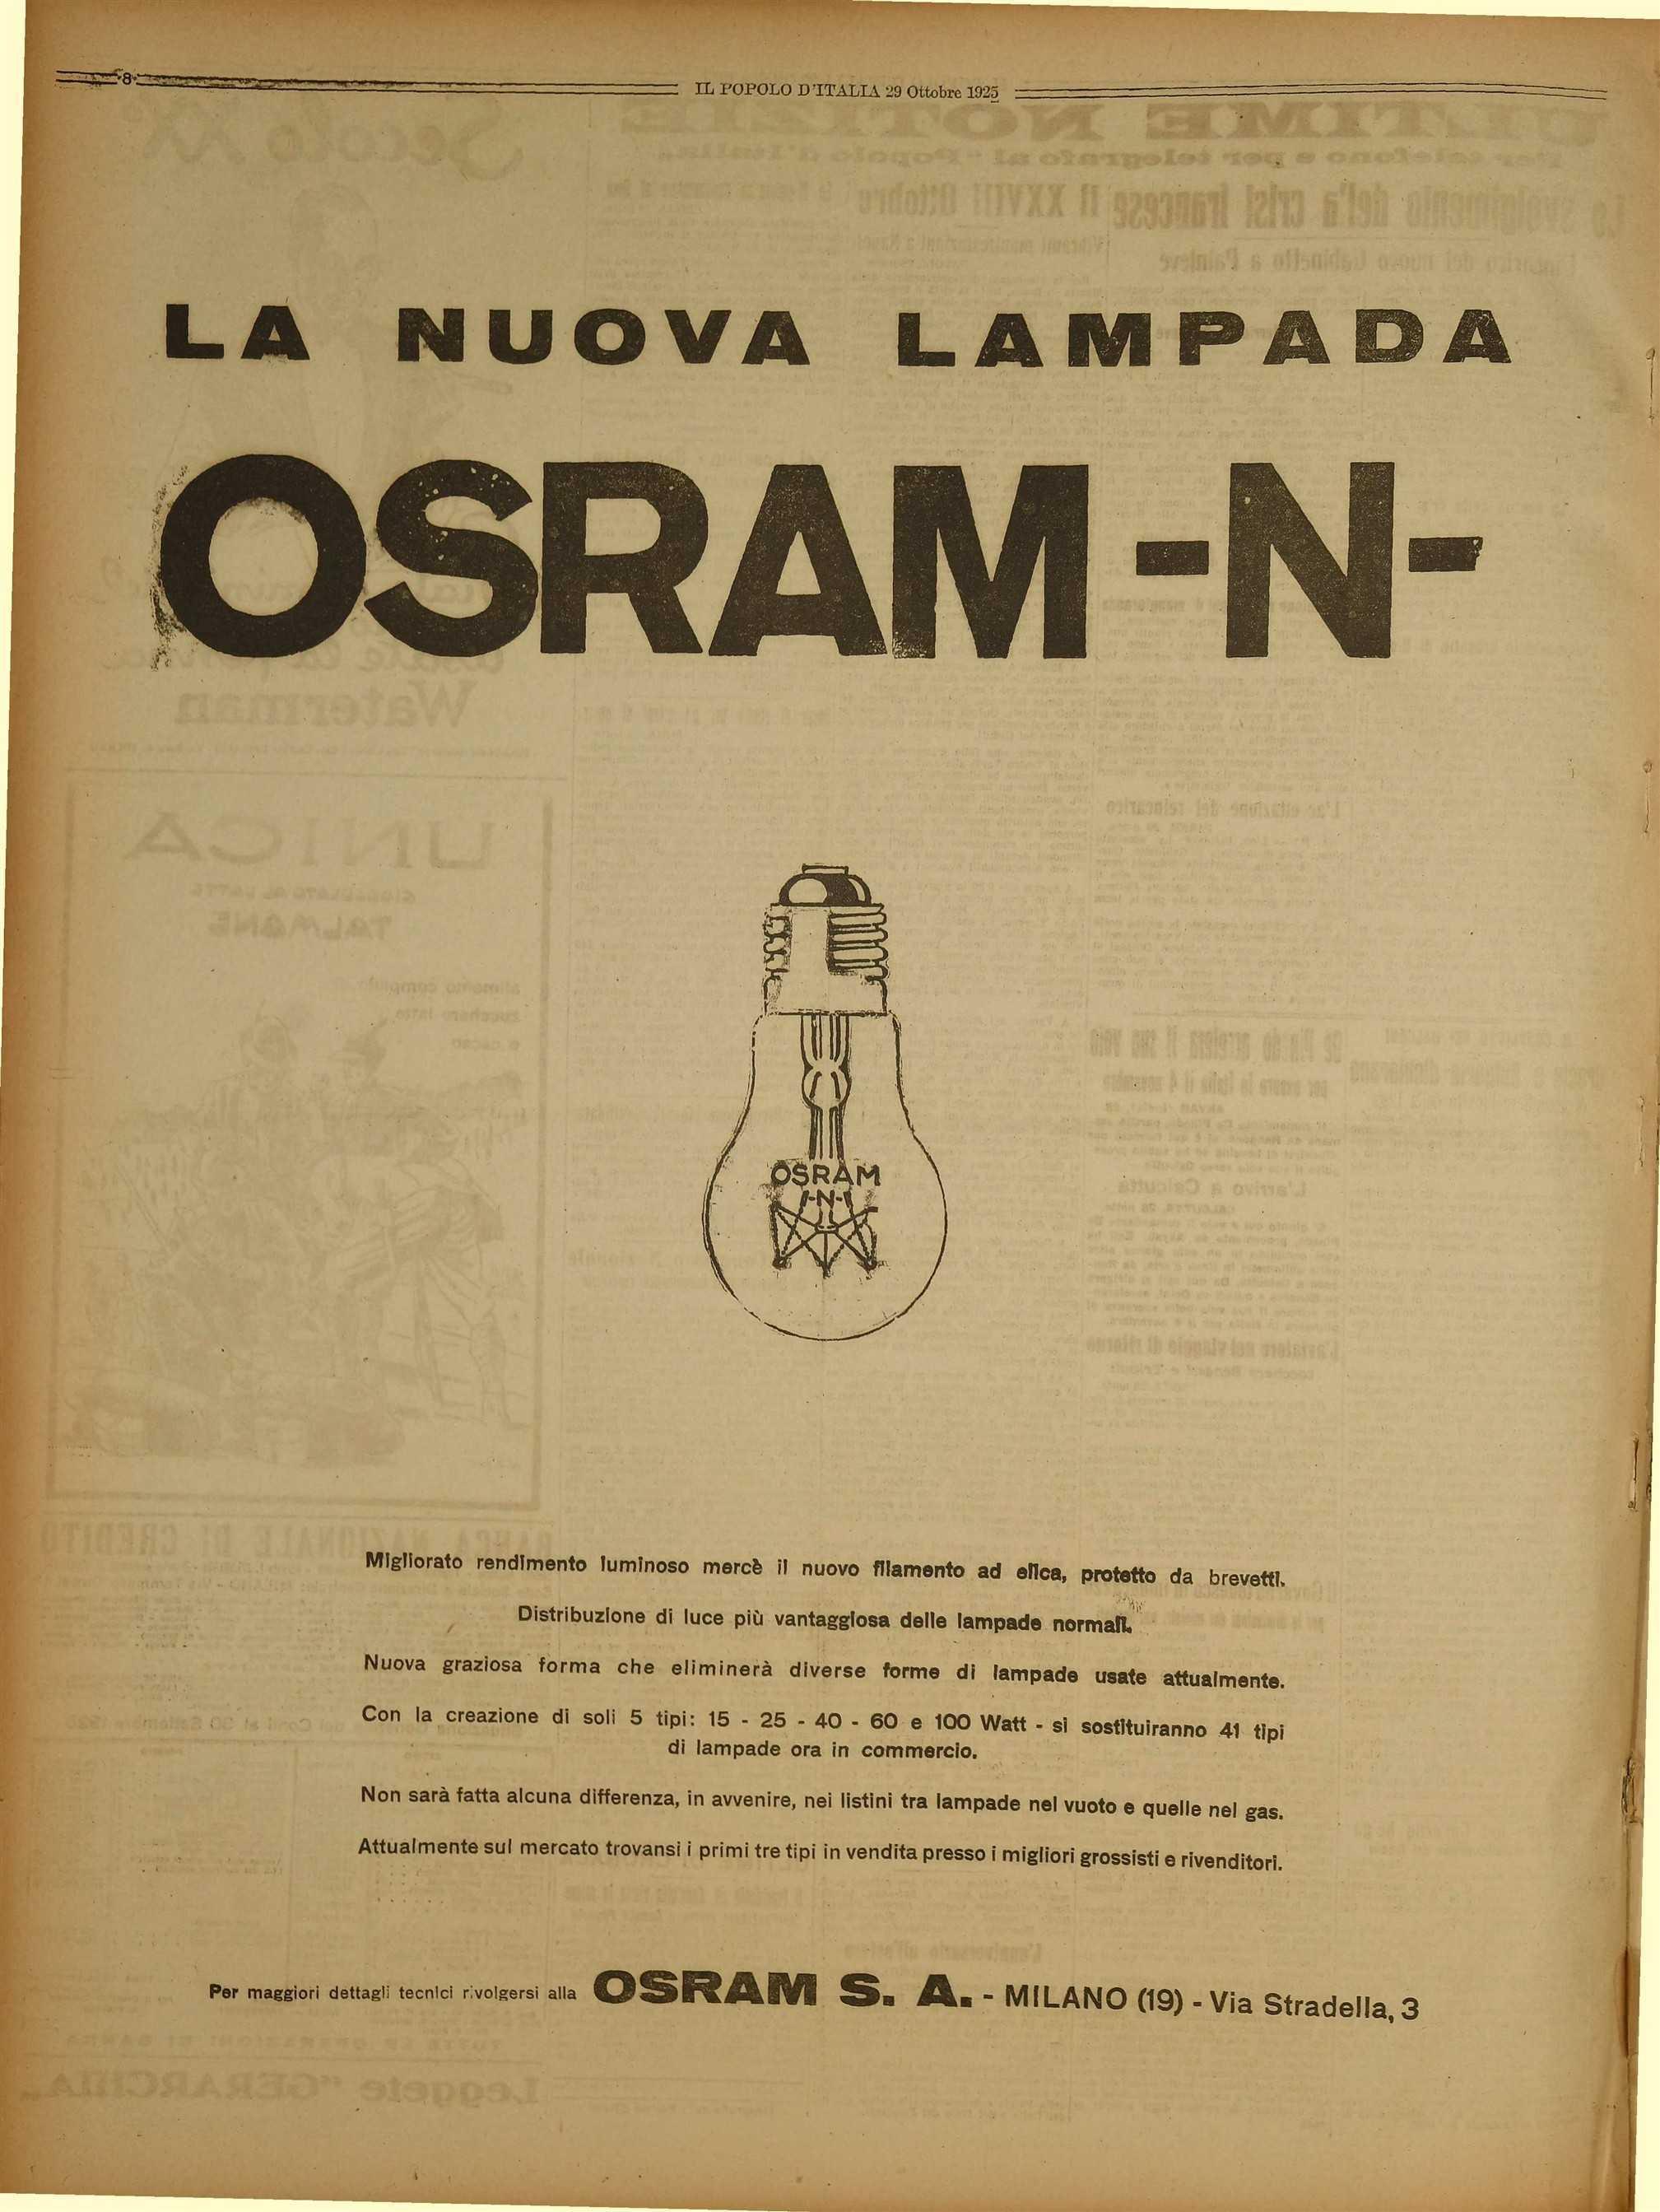 -8-
IL POPOLO D'ITALIA 29 Ottobre 1925
LA NUOVA LAMPADA
OSRAM -N-
OSRAM
-N-
Migliorato rendimento luminoso mercè il nuovo filamento ad elica, protetto da brevetti.
Distribuzione di luce più vantaggiosa delle lampade normali.
Nuova graziosa forma che eliminerà diverse forme di lampade usate attualmente.
Con la creazione di soli 5 tipi: 15 - 25 - 40 - 60 e 100 Watt - si sostituiranno 41 tipi
di lampade ora in commercio.
Non sarà fatta alcuna differenza, in avvenire, nei listini tra lampade nel vuoto e quelle nel gas.
Attualmente sul mercato trovansi i primi tre tipi in vendita presso i migliori grossisti e rivenditori.
Per maggiori dettagli tecnici rivolgersi alla OSRAM S. A. - MILANO (19) - Via Stradella, 3